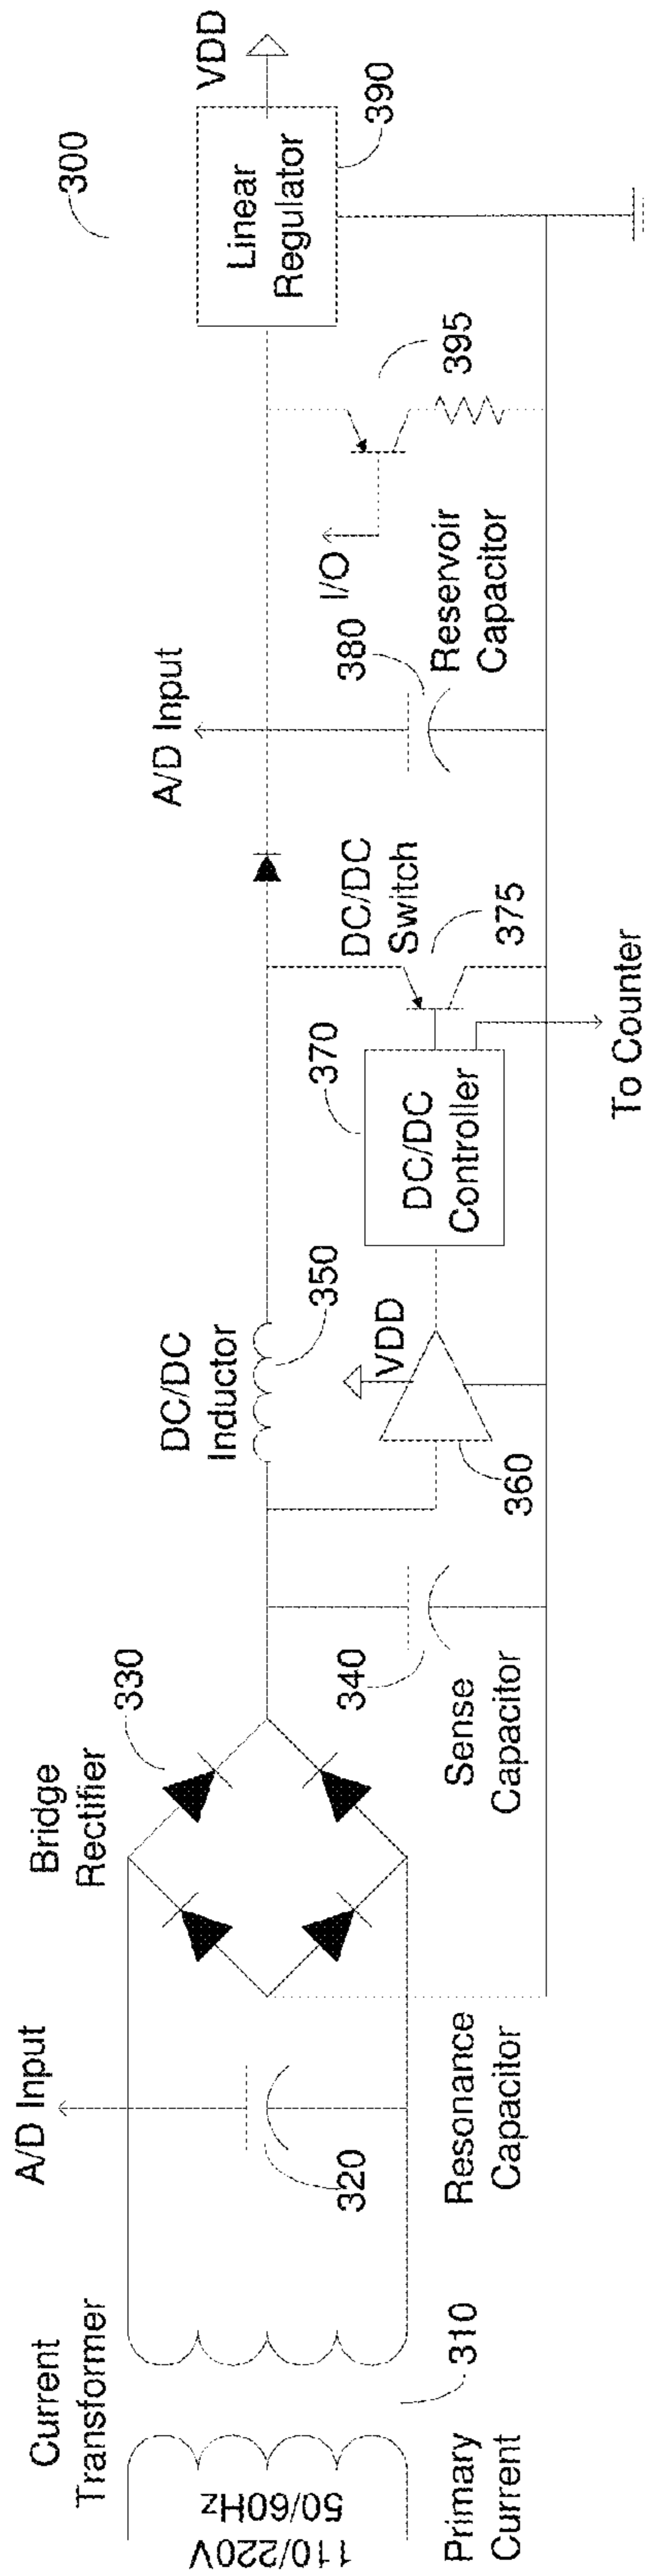 300
Current
Transformer
110/220V
50/60Hz
Primary
Current
310
A/D Input
320
Resonance
Capacitor
Bridge
Rectifier
330
340
Sense
Capacitor
DC/DC
Inductor
350
VDD
360
370
DC/DC
Controller
DC/DC
Switch
375
To Counter
A/D Input
380
Reservoir
Capacitor
I/O
395
Linear
Regulator
390
VDD